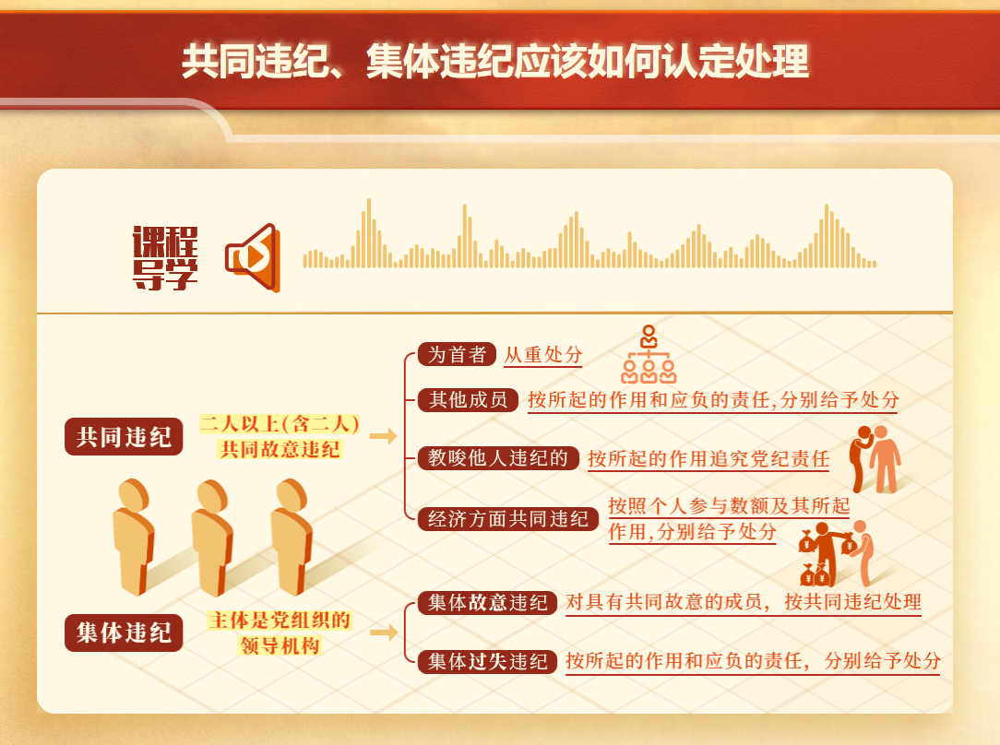 共同违纪、集体违纪应该如何认定处理
课程
导学
共同违纪
二人以上(含二人)
共同故意违纪
为首者 从重处分
其他成员 按所起的作用和应负的责任,分别给予处分
教唆他人违纪的 按所起的作用追究党纪责任
经济方面共同违纪 按照个人参与数额及其所起
作用,分别给予处分
¥ ¥
¥ ¥
集体违纪
主体是党组织的
领导机构
集体故意违纪 对具有共同故意的成员，按共同违纪处理
集体过失违纪 按所起的作用和应负的责任，分别给予处分